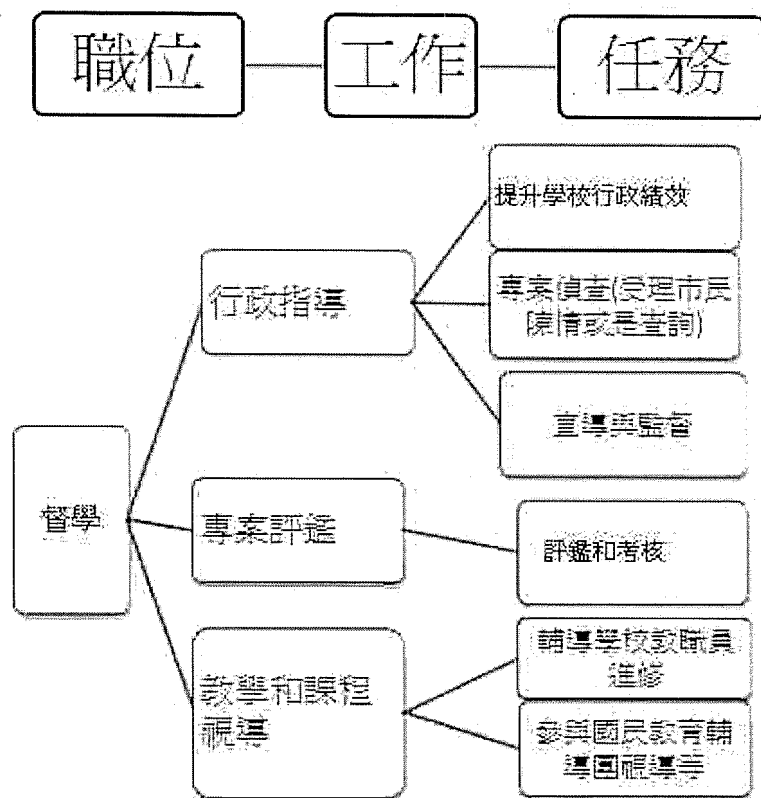 職位 工作 任務
提升學校行政績效
行政指導
專案偵查(受理市民
陳情或是查詢)
宣導與監督
督學
專案評鑑
評鑑和考核
教學和課程
視導
輔導學校教職員
進修
參與國民教育輔
導團視導等